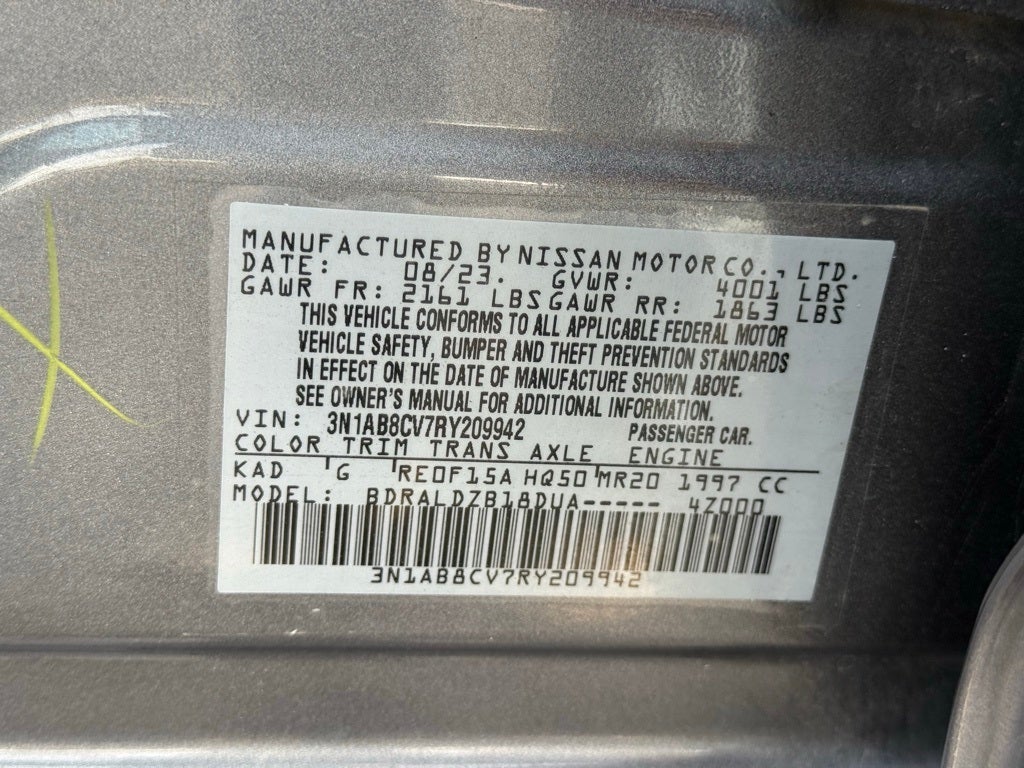 MANUFACTURED BY NISSAN MOTOR CO., LTD.
DATE: 08/23. GVWR: 4001 LBS
GAWR FR: 2161 LBS GAWR RR: 1863 LBS
THIS VEHICLE CONFORMS TO ALL APPLICABLE FEDERAL MOTOR
VEHICLE SAFETY, BUMPER AND THEFT PREVENTION STANDARDS
IN EFFECT ON THE DATE OF MANUFACTURE SHOWN ABOVE.
SEE OWNER'S MANUAL FOR ADDITIONAL INFORMATION.
VIN: 3N1AB8CV7RY209942 PASSENGER CAR.
COLOR TRIM TRANS AXLE ENGINE
KAD G RE0F15A HQ50 MR20 1997 CC
MODEL: BDRALDZB18DUA----- 4Z000
3N1AB8CV7RY209942